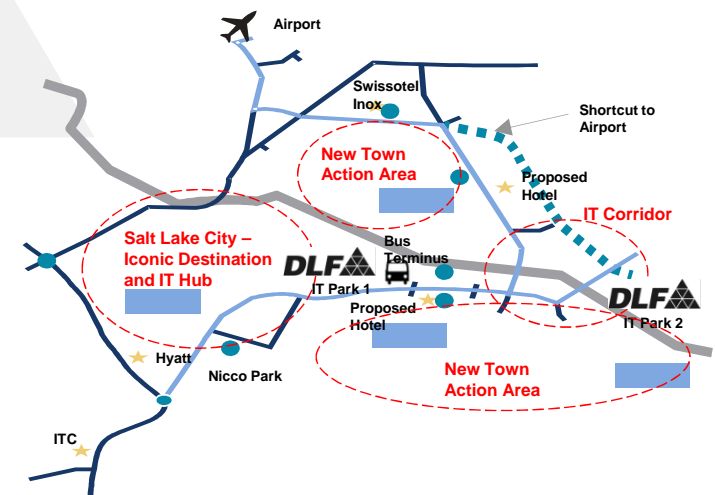 Airport
Swissotel
Inox
Shortcut to
Airport
New Town
Action Area
Proposed
Hotel
IT Corridor
Salt Lake City –
Iconic Destination
and IT Hub
Bus
Terminus
DLF
IT Park 1
DLF
IT Park 2
Proposed
Hotel
Hyatt
Nicco Park
New Town
Action Area
ITC